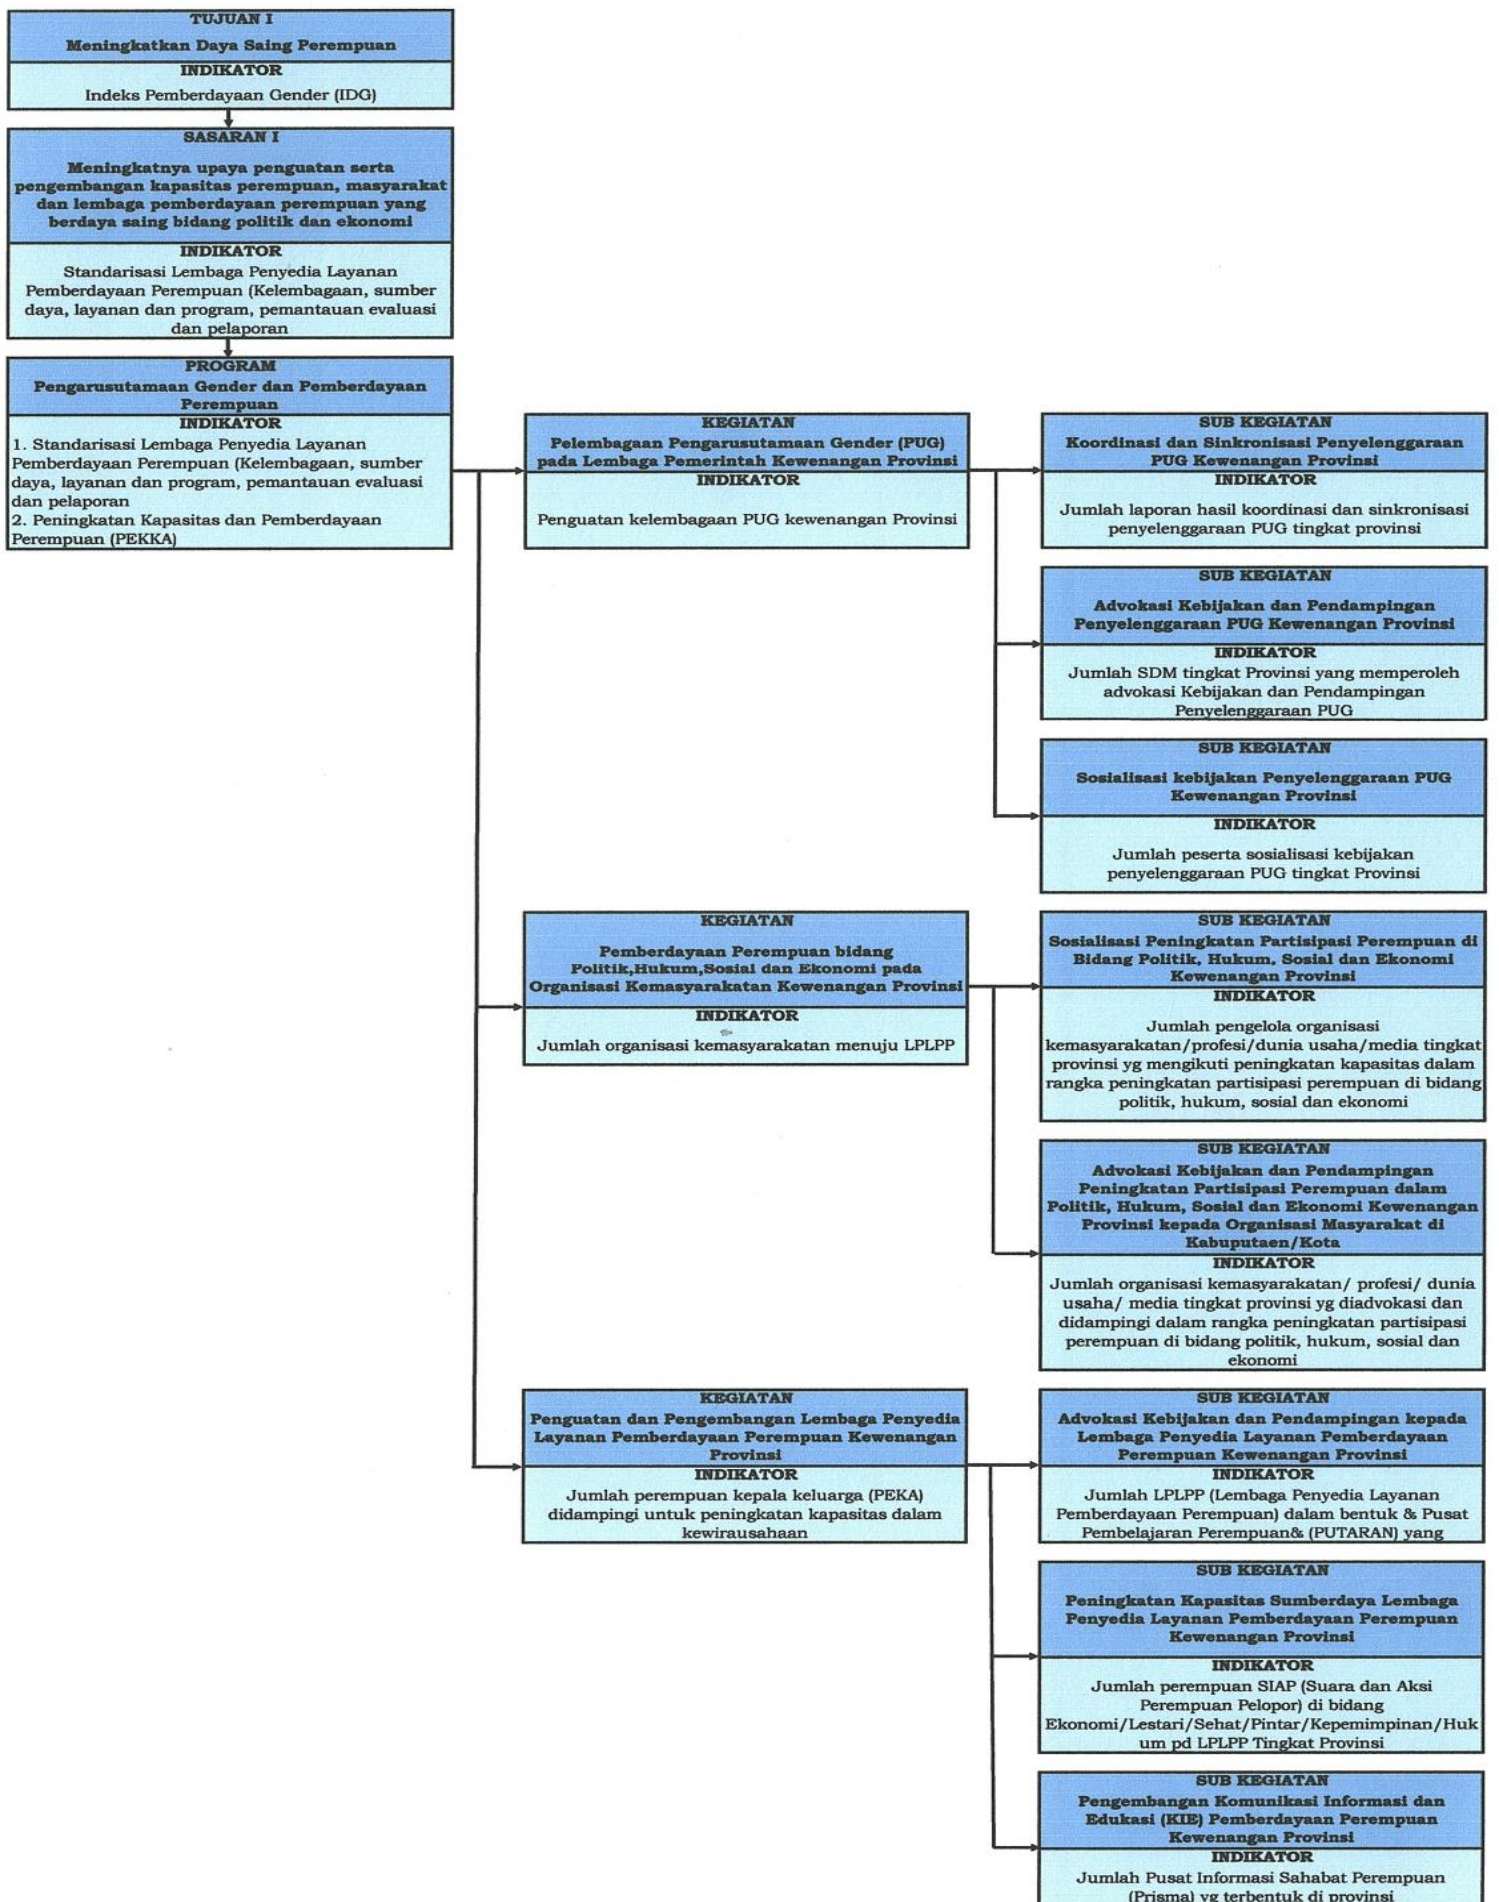 TUJUAN I
Meningkatkan Daya Saing Perempuan
INDIKATOR
Indeks Pemberdayaan Gender (IDG)
SASARAN I
Meningkatnya upaya penguatan serta
pengembangan kapasitas perempuan, masyarakat
dan lembaga pemberdayaan perempuan yang
berdaya saing bidang politik dan ekonomi
INDIKATOR
Standarisasi Lembaga Penyedia Layanan
Pemberdayaan Perempuan (Kelembagaan, sumber
daya, layanan dan program, pemantauan evaluasi
dan pelaporan
PROGRAM
Pengarusutamaan Gender dan Pemberdayaan
Perempuan
INDIKATOR
1. Standarisasi Lembaga Penyedia Layanan
Pemberdayaan Perempuan (Kelembagaan, sumber
daya, layanan dan program, pemantauan evaluasi
dan pelaporan
2. Peningkatan Kapasitas dan Pemberdayaan
Perempuan (PEKKA)
KEGIATAN
Pelembagaan Pengarusutamaan Gender (PUG)
pada Lembaga Pemerintah Kewenangan Provinsi
INDIKATOR
Penguatan kelembagaan PUG kewenangan Provinsi
SUB KEGIATAN
Koordinasi dan Sinkronisasi Penyelenggaraan
PUG Kewenangan Provinsi
INDIKATOR
Jumlah laporan hasil koordinasi dan sinkronisasi
penyelenggaraan PUG tingkat provinsi
SUB KEGIATAN
Advokasi Kebijakan dan Pendampingan
Penyelenggaraan PUG Kewenangan Provinsi
INDIKATOR
Jumlah SDM tingkat Provinsi yang memperoleh
advokasi Kebijakan dan Pendampingan
Penyelenggaraan PUG
SUB KEGIATAN
Sosialisasi kebijakan Penyelenggaraan PUG
Kewenangan Provinsi
INDIKATOR
Jumlah peserta sosialisasi kebijakan
penyelenggaraan PUG tingkat Provinsi
KEGIATAN
Pemberdayaan Perempuan bidang
Politik,Hukum,Sosial dan Ekonomi pada
Organisasi Kemasyarakatan Kewenangan Provinsi
INDIKATOR
Jumlah organisasi kemasyarakatan menuju LPLPP
SUB KEGIATAN
Sosialisasi Peningkatan Partisipasi Perempuan di
Bidang Politik, Hukum, Sosial dan Ekonomi
Kewenangan Provinsi
INDIKATOR
Jumlah pengelola organisasi
kemasyarakatan/profesi/dunia usaha/media tingkat
provinsi yg mengikuti peningkatan kapasitas dalam
rangka peningkatan partisipasi perempuan di bidang
politik, hukum, sosial dan ekonomi
SUB KEGIATAN
Advokasi Kebijakan dan Pendampingan
Peningkatan Partisipasi Perempuan dalam
Politik, Hukum, Sosial dan Ekonomi Kewenangan
Provinsi kepada Organisasi Masyarakat di
Kabuputaen/Kota
INDIKATOR
Jumlah organisasi kemasyarakatan/ profesi/ dunia
usaha/ media tingkat provinsi yg diadvokasi dan
didampingi dalam rangka peningkatan partisipasi
perempuan di bidang politik, hukum, sosial dan
ekonomi
KEGIATAN
Penguatan dan Pengembangan Lembaga Penyedia
Layanan Pemberdayaan Perempuan Kewenangan
Provinsi
INDIKATOR
Jumlah perempuan kepala keluarga (PEKA)
didampingi untuk peningkatan kapasitas dalam
kewirausahaan
SUB KEGIATAN
Advokasi Kebijakan dan Pendampingan kepada
Lembaga Penyedia Layanan Pemberdayaan
Perempuan Kewenangan Provinsi
INDIKATOR
Jumlah LPLPP (Lembaga Penyedia Layanan
Pemberdayaan Perempuan) dalam bentuk & Pusat
Pembelajaran Perempuan& (PUTARAN) yang
SUB KEGIATAN
Peningkatan Kapasitas Sumberdaya Lembaga
Penyedia Layanan Pemberdayaan Perempuan
Kewenangan Provinsi
INDIKATOR
Jumlah perempuan SIAP (Suara dan Aksi
Perempuan Pelopor) di bidang
Ekonomi/Lestari/Sehat/Pintar/Kepemimpinan/Huk
um pd LPLPP Tingkat Provinsi
SUB KEGIATAN
Pengembangan Komunikasi Informasi dan
Edukasi (KIE) Pemberdayaan Perempuan
Kewenangan Provinsi
INDIKATOR
Jumlah Pusat Informasi Sahabat Perempuan
(Prisma) yg terbentuk di provinsi